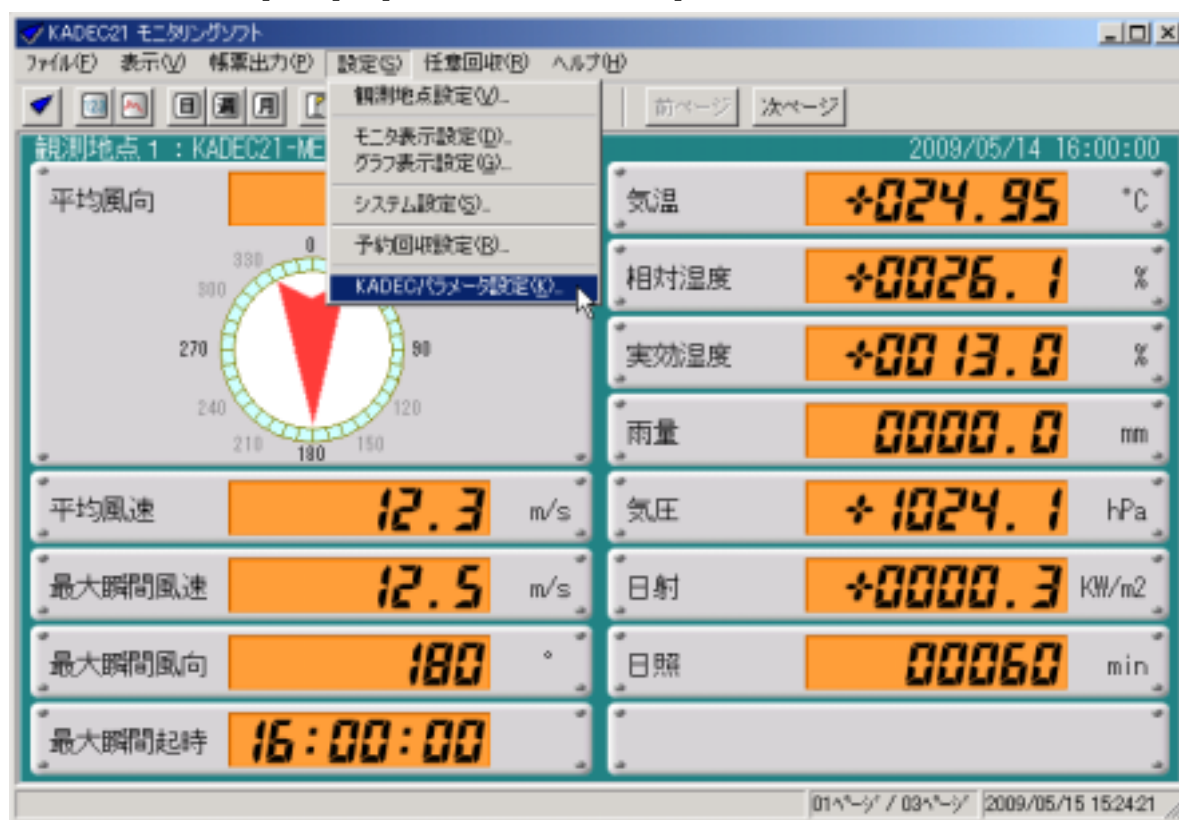 KADEC21 モニタリングソフト
ファイル(F) 表示(V) 帳票出力(P) 設定(S) 任意回収(R) ヘルプ(H)
日 週 月 前ページ 次ページ
観測地点設定(V)...
モニタ表示設定(D)...
グラフ表示設定(G)...
システム設定(S)...
予約回収設定(R)...
KADECパラメータ設定(K)...
観測地点 1 : KADEC21-ME
2009/05/14 16:00:00
平均風向
0
330
300
270
90
240
120
210
180
150
平均風速 12.3 m/s
最大瞬間風速 12.5 m/s
最大瞬間風向 180 °
最大瞬間起時 16:00:00
気温 +024.95 °C
相対湿度 +0026.1 %
実効湿度 +0013.0 %
雨量 0000.0 mm
気圧 +1024.1 hPa
日射 +0000.3 KW/m2
日照 00060 min
01ページ / 03ページ 2009/05/15 15:24:21